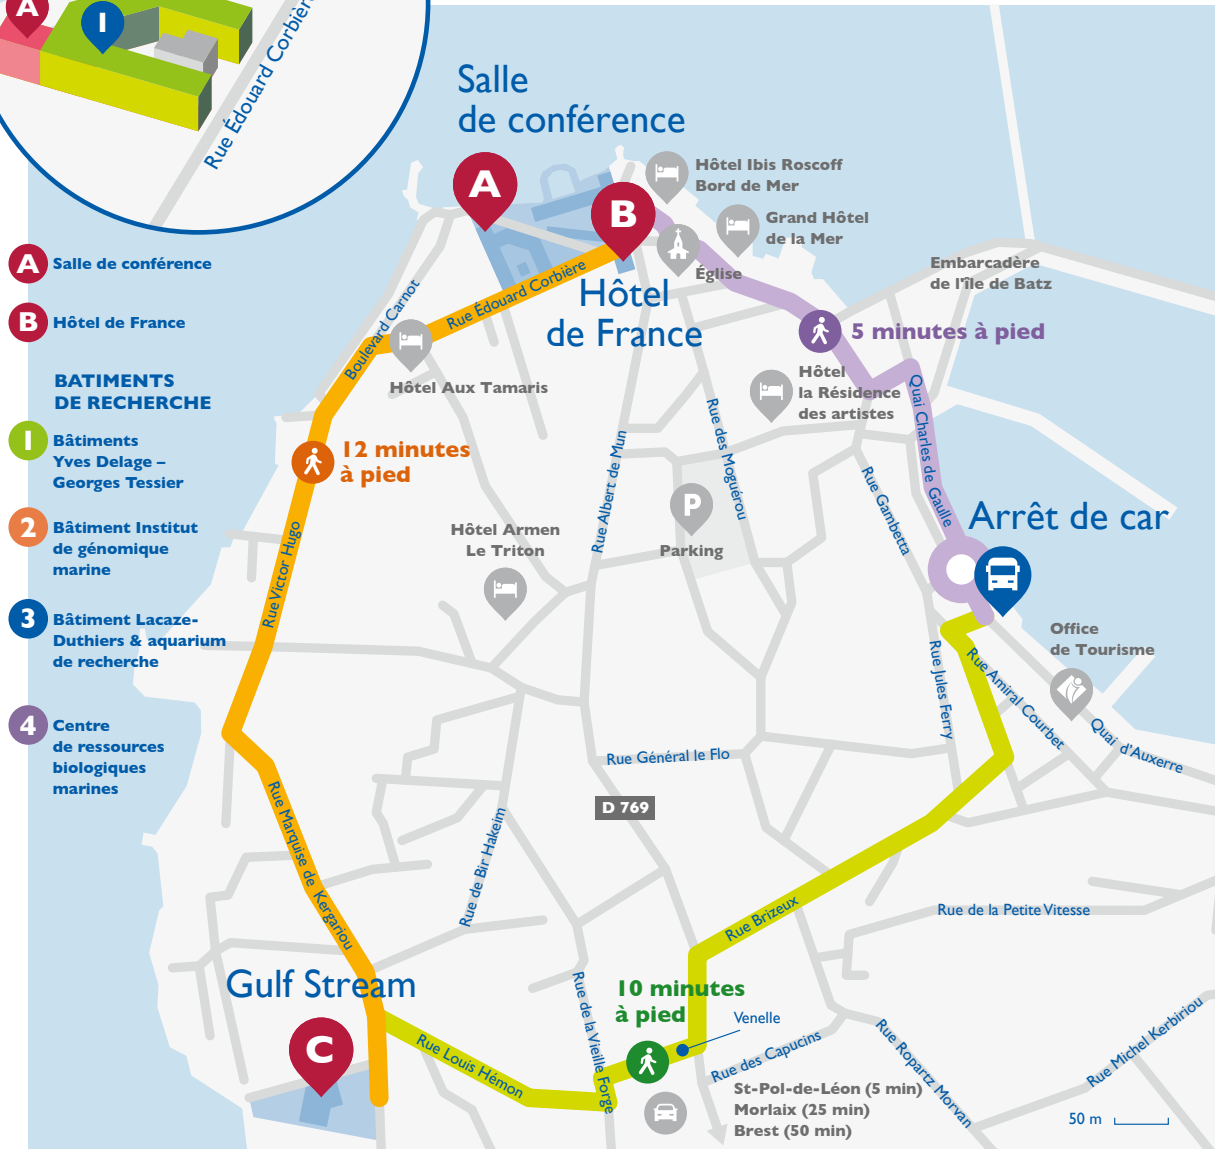 A
I
Rue Édouard Corbière
Salle
de conférence
A
B
Hôtel Ibis Roscoff
Bord de Mer
Grand Hôtel
de la Mer
Église
Embarcadère
de l'île de Batz
A Salle de conférence
B Hôtel de France
BATIMENTS
DE RECHERCHE
1 Bâtiments
Yves Delage –
Georges Tessier
2 Bâtiment Institut
de génomique
marine
3 Bâtiment Lacaze-
Duthiers & aquarium
de recherche
4 Centre
de ressources
biologiques
marines
Hôtel
de France
Rue Édouard Corbière
Boulevard Carnot
5 minutes à pied
Hôtel Aux Tamaris
Hôtel
la Résidence
des artistes
Quai Charles de Gaulle
Rue des Moguérou
Rue Albert de Mun
12 minutes
à pied
Rue Gambetta
P
Parking
Arrêt de car
Hôtel Armen
Le Triton
Rue Victor Hugo
Office
de Tourisme
Rue Jules Ferry
Rue Amiral Courbet
Quai d'Auxerre
Rue Général le Flo
D 769
Rue Marquise de Kergariou
Rue de Bir Hakeim
Rue Brizeux
Rue de la Petite Vitesse
Gulf Stream
C
Rue de la Vieille Forge
10 minutes
à pied
Venelle
Rue Louis Hémon
Rue des Capucins
Rue Ropartz Morvan
Rue Michel Kerbiriou
St-Pol-de-Léon (5 min)
Morlaix (25 min)
Brest (50 min)
50 m